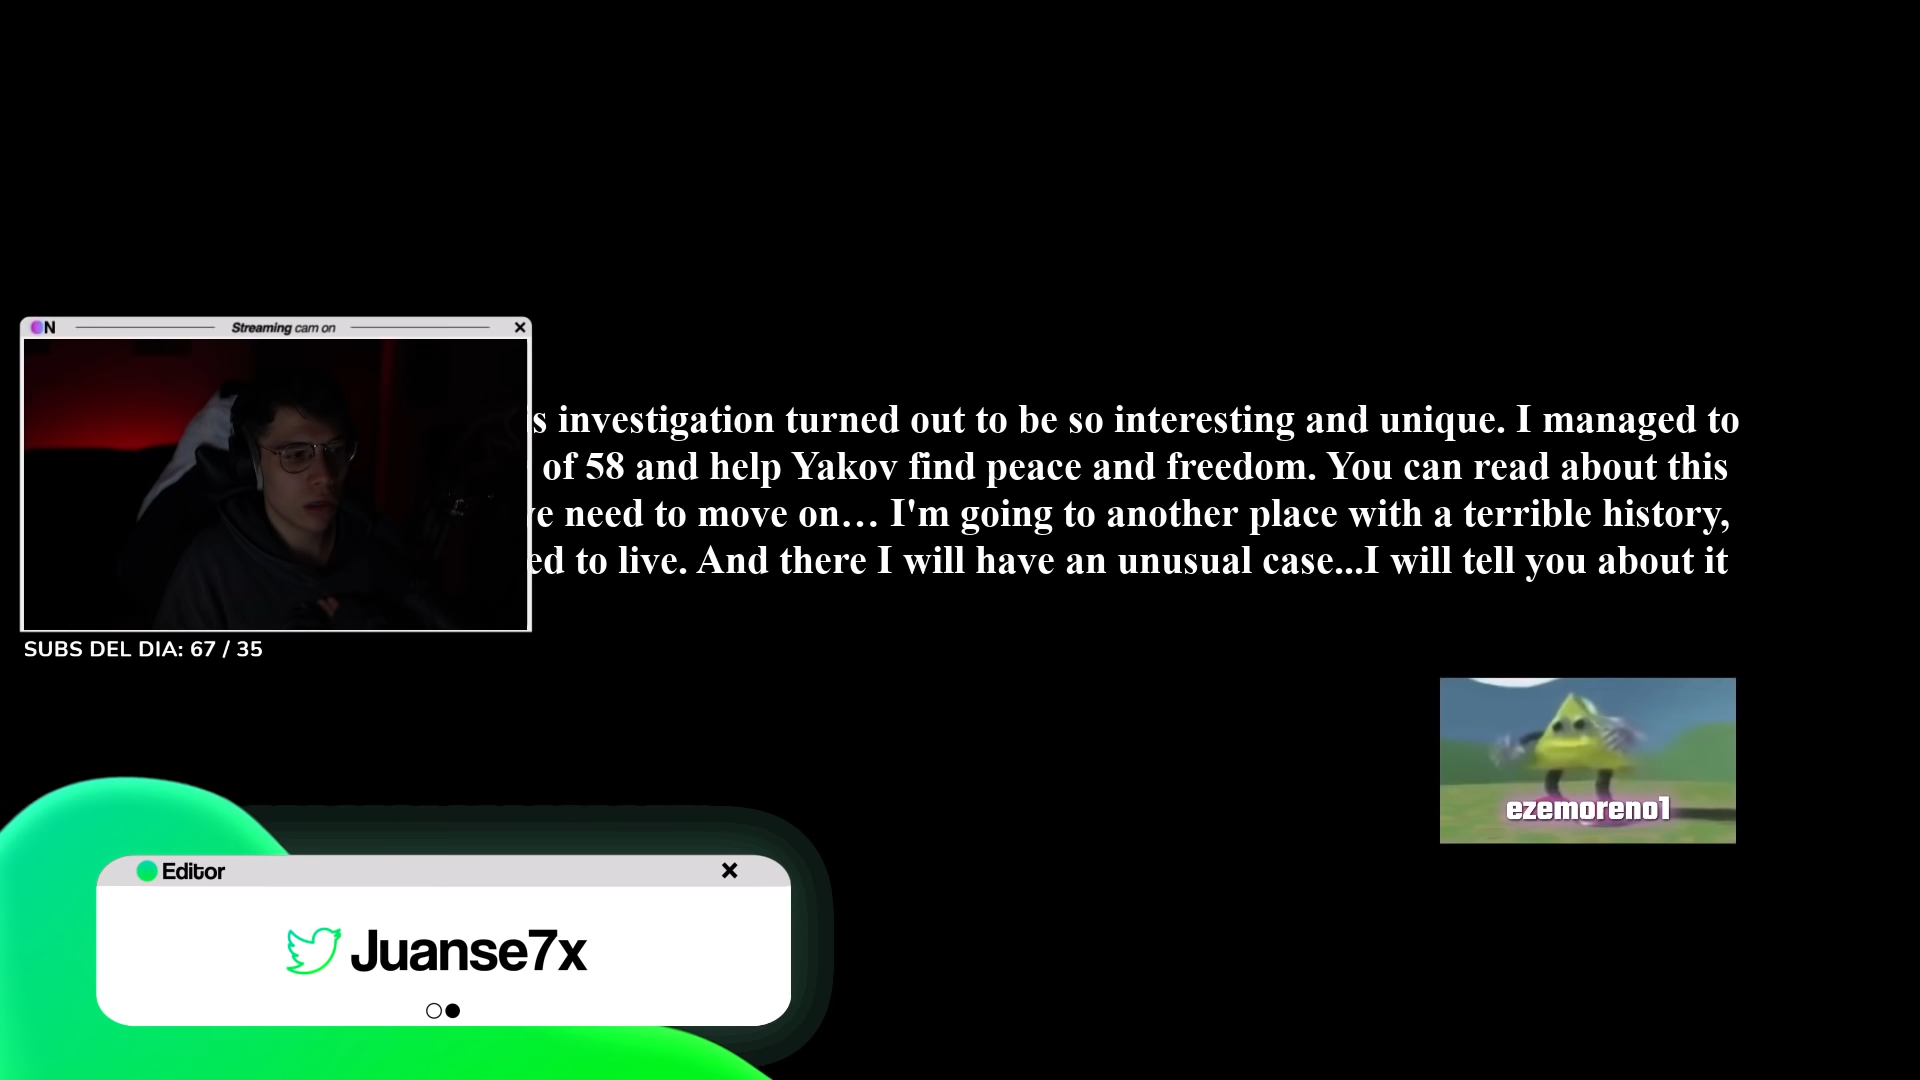 ON
Streaming cam on
s investigation turned out to be so interesting and unique. I managed to
of 58 and help Yakov find peace and freedom. You can read about this
need to move on… I'm going to another place with a terrible history,
ed to live. And there I will have an unusual case...I will tell you about it
SUBS DEL DIA: 67 / 35
ezemoreno1
Editor
Juanse7x